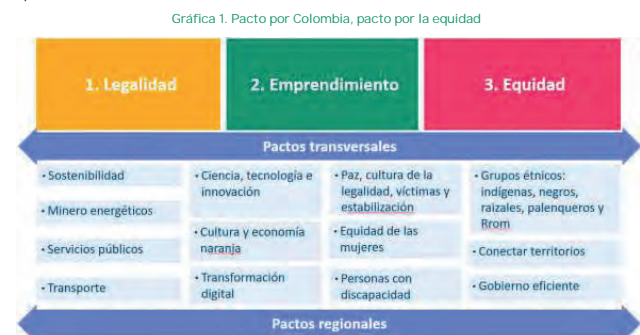 Gráfica 1. Pacto por Colombia, pacto por la equidad
1. Legalidad
2. Emprendimiento
3. Equidad
Pactos transversales
• Sostenibilidad
• Minero energéticos
• Servicios públicos
• Transporte
• Ciencia, tecnología e
innovación
• Cultura y economía
naranja
• Transformación
digital
• Paz, cultura de la
legalidad, víctimas y
estabilización
• Equidad de las
mujeres
• Personas con
discapacidad
• Grupos étnicos:
indígenas, negros,
raizales, palenqueros y
Rrom
• Conectar territorios
• Gobierno eficiente
Pactos regionales